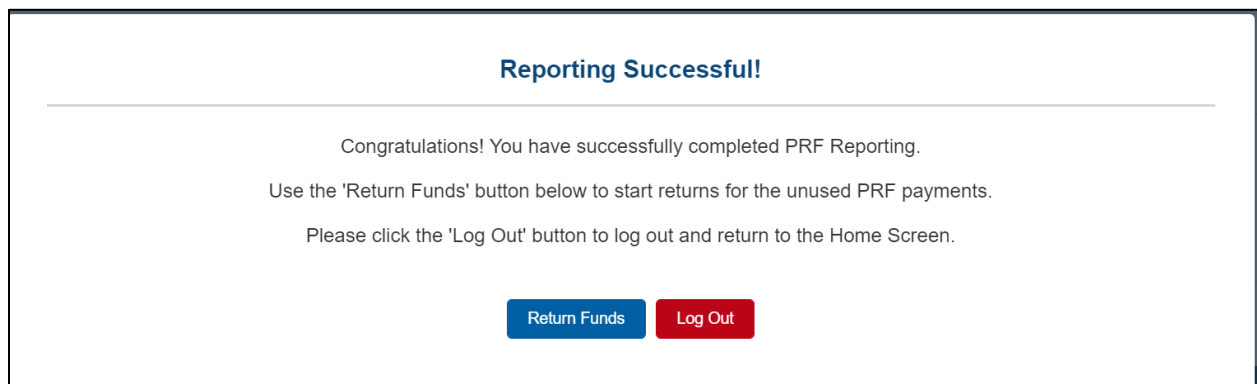 Reporting Successful!
Congratulations! You have successfully completed PRF Reporting.
Use the 'Return Funds' button below to start returns for the unused PRF payments.
Please click the 'Log Out' button to log out and return to the Home Screen.
Return Funds
Log Out